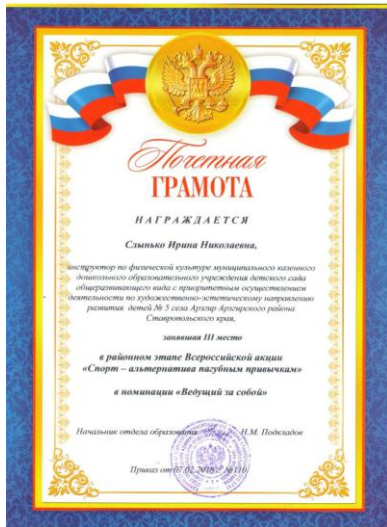 Почетная
ГРАМОТА
НАГРАЖДАЕТСЯ
Слынько Ирина Николаевна,
инструктор по физической культуре муниципального казенного
дошкольного образовательного учреждения детского сада
общеразвивающего вида с приоритетным осуществлением
деятельности по художественно-эстетическому направлению
развития детей № 5 села Арзгир Арзгирского района
Ставропольского края,
занявшая III место
в районном этапе Всероссийской акции
«Спорт – альтернатива пагубным привычкам»
в номинации «Ведущий за собой»
Начальник отдела образования Н.М. Подкладов
Приказ от 07.02.2018г. №110